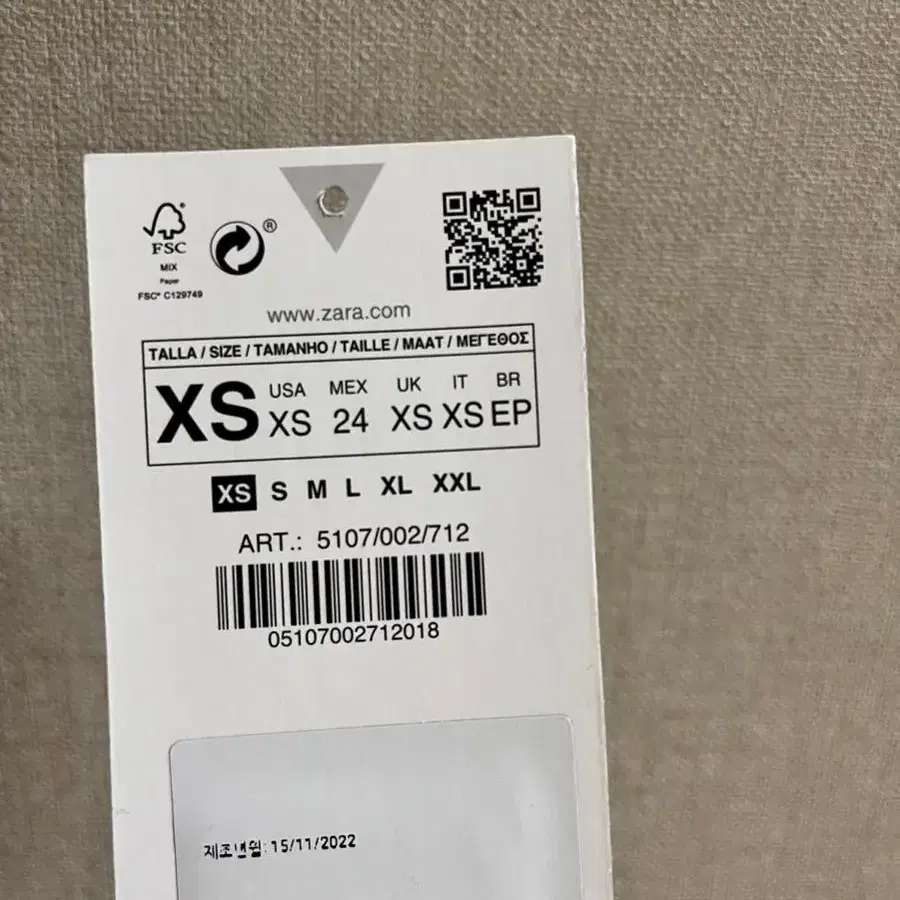 FSC
MIX
Paper
FSC® C129749
®
www.zara.com
TALLA / SIZE / TAMANHO / TAILLE / MAAT / ΜΕΓΕΘΟΣ
XS USA XS MEX 24 UK XS IT XS BR EP
XS S M L XL XXL
ART.: 5107/002/712
05107002712018
제조년월: 15/11/2022